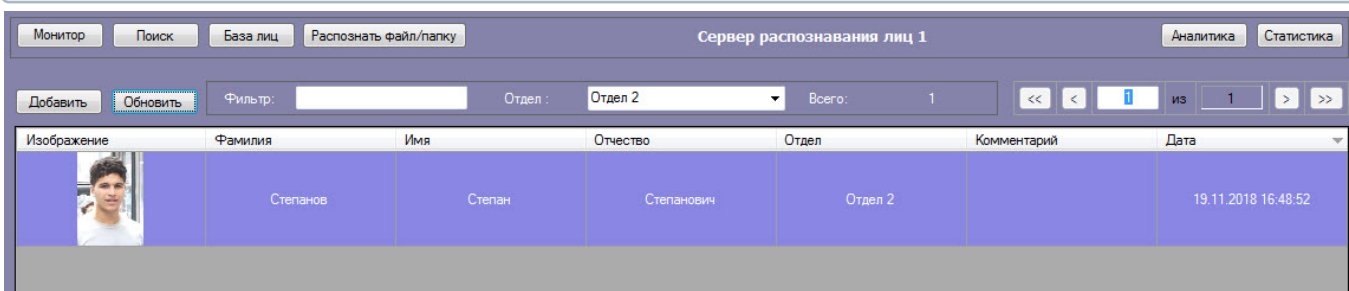 Монитор Поиск База лиц Распознать файл/папку Сервер распознавания лиц 1 Аналитика Статистика
Добавить Обновить Фильтр: Отдел : Отдел 2 Всего: 1 << < 1 из 1 > >>
Изображение Фамилия Имя Отчество Отдел Комментарий Дата
Степанов Степан Степанович Отдел 2 19.11.2018 16:48:52